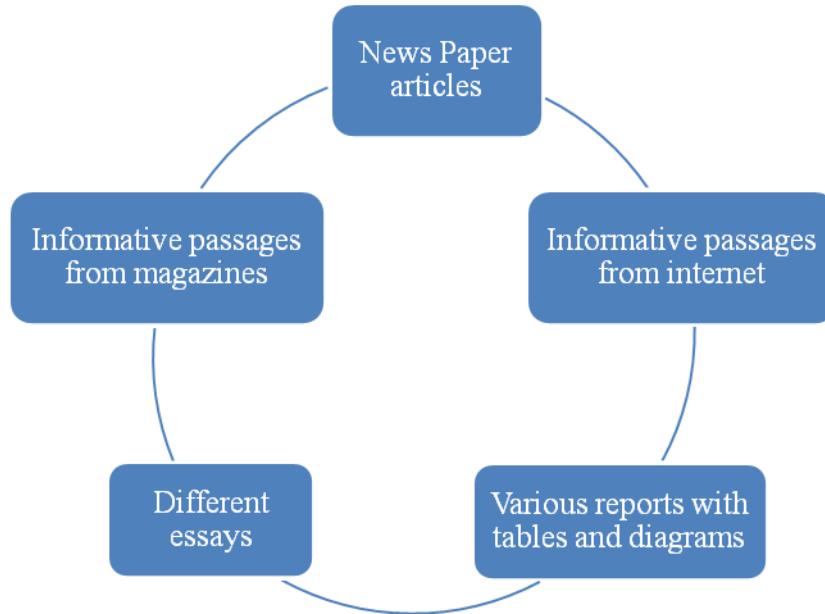 News Paper
articles
Informative passages
from internet
Various reports with
tables and diagrams
Different
essays
Informative passages
from magazines